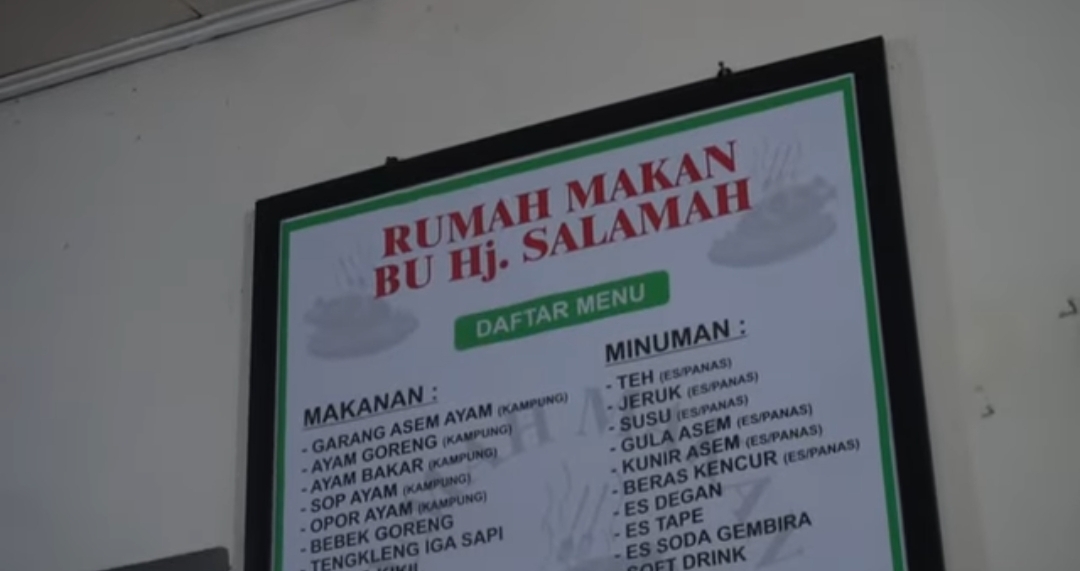 RUMAH MAKAN
BU Hj. SALAMAH
DAFTAR MENU
MAKANAN :
- GARANG ASEM AYAM (KAMPUNG)
- AYAM GORENG (KAMPUNG)
- AYAM BAKAR (KAMPUNG)
- SOP AYAM (KAMPUNG)
- OPOR AYAM (KAMPUNG)
- BEBEK GORENG
- TENGKLENG IGA SAPI
MINUMAN :
- TEH (ES/PANAS)
- JERUK (ES/PANAS)
- SUSU (ES/PANAS)
- GULA ASEM (ES/PANAS)
- KUNIR ASEM (ES/PANAS)
- BERAS KENCUR (ES/PANAS)
- ES DEGAN
- ES TAPE
- ES SODA GEMBIRA
SOFT DRINK